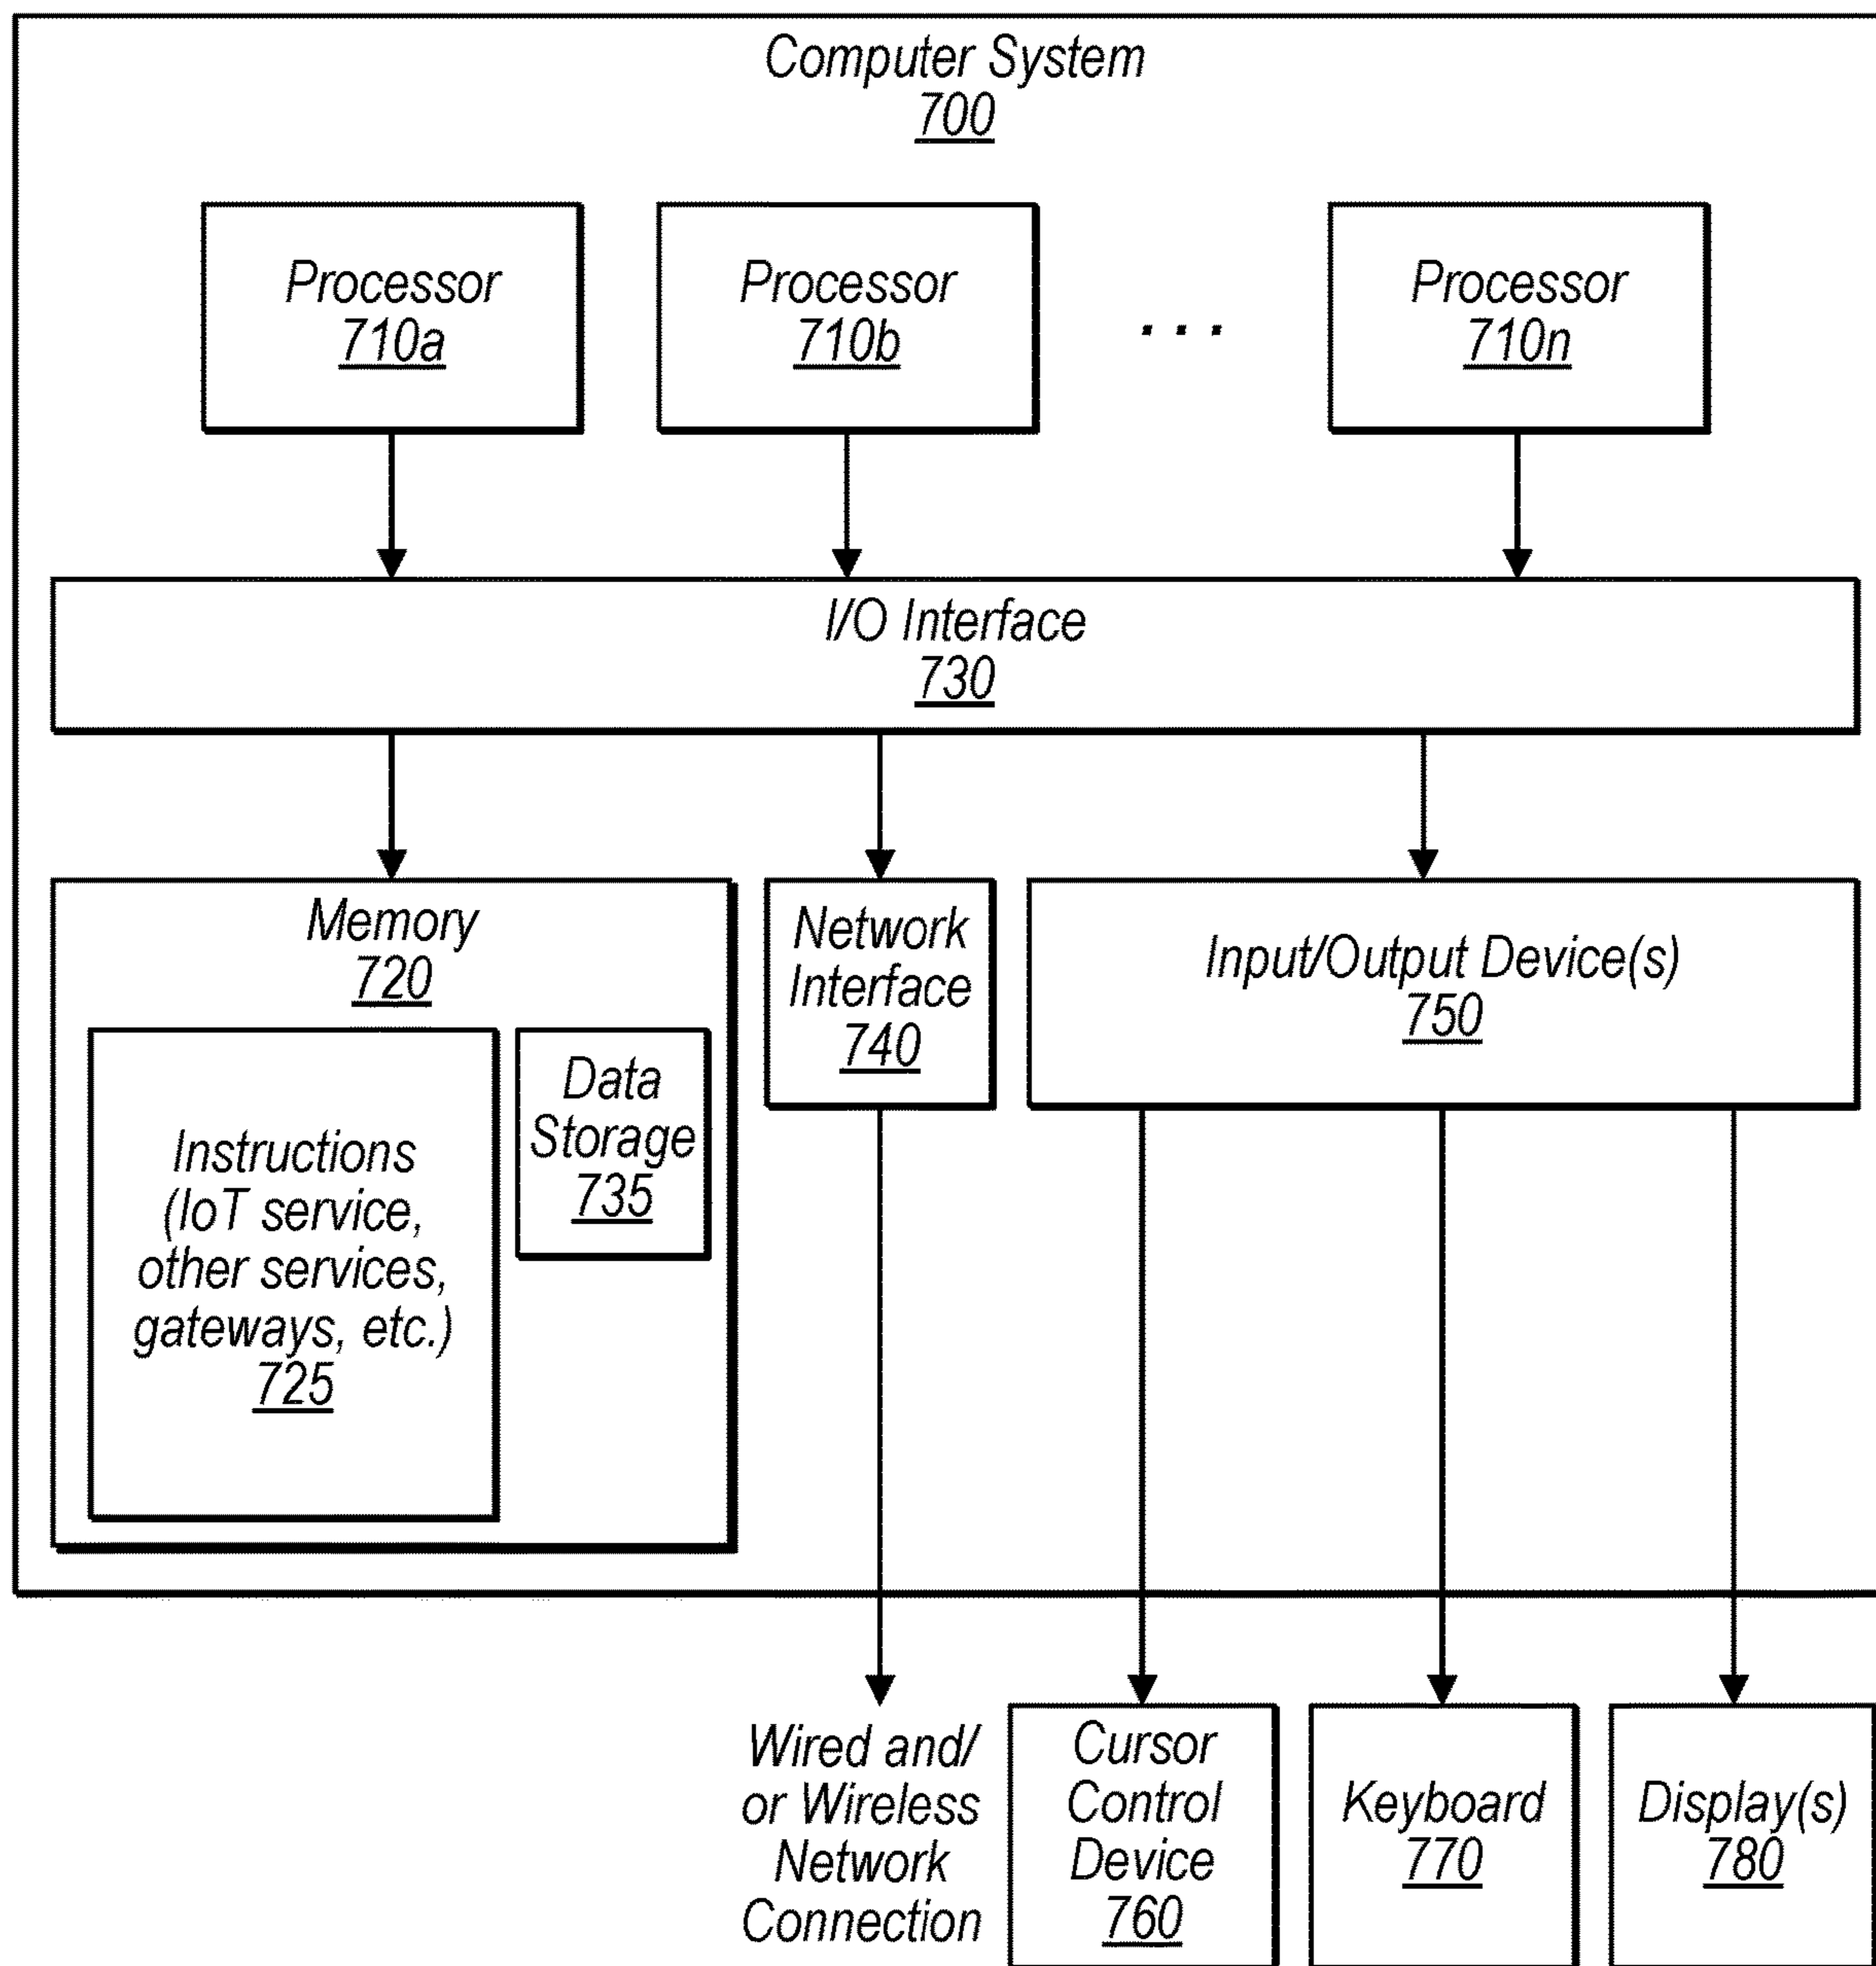 Computer System
700
Processor
710a
Processor
710b
. . .
Processor
710n
I/O Interface
730
Memory
720
Instructions
(IoT service,
other services,
gateways, etc.)
725
Data
Storage
735
Network
Interface
740
Input/Output Device(s)
750
Wired and/
or Wireless
Network
Connection
Cursor
Control
Device
760
Keyboard
770
Display(s)
780